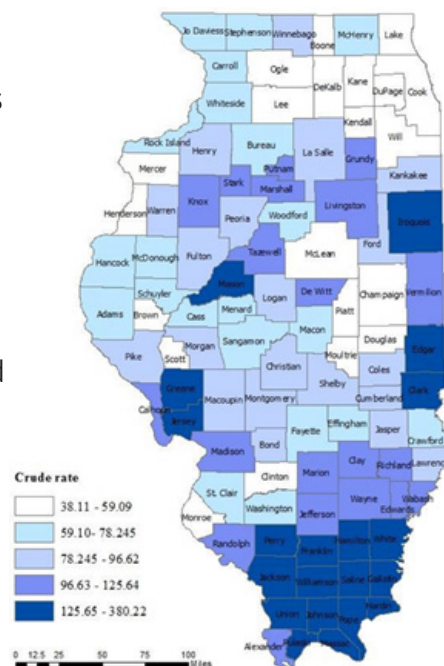 s
d
Jo Daviess Stephenson Winnebago Boone McHenry Lake
Carroll Ogle DeKalb Kane DuPage Cook
Whiteside Lee Kendall Will
Rock Island Henry Bureau La Salle Grundy
Mercer Stark Putnam Marshall Kankakee
Henderson Warren Knox Peoria Woodford Livingston Iroquois
Hancock McDonough Fulton Tazewell McLean Ford
Schuyler Mason Logan De Witt Champaign Vermilion
Adams Brown Cass Menard Macon Piatt
Pike Scott Morgan Sangamon Christian Moultrie Douglas Edgar
Calhoun Greene Macoupin Montgomery Shelby Coles Clark
Jersey Cumberland
Madison Bond Fayette Effingham Jasper Crawford
St. Clair Clinton Marion Clay Richland Lawrence
Monroe Washington Jefferson Wayne Edwards Wabash
Randolph Perry Franklin Hamilton White
Jackson Williamson Saline Gallatin
Union Johnson Pope Hardin
Alexander
Crude rate
38.11 - 59.09
59.10 - 78.245
78.245 - 96.62
96.63 - 125.64
125.65 - 380.22
0 12.5 25 50 75 100
Miles